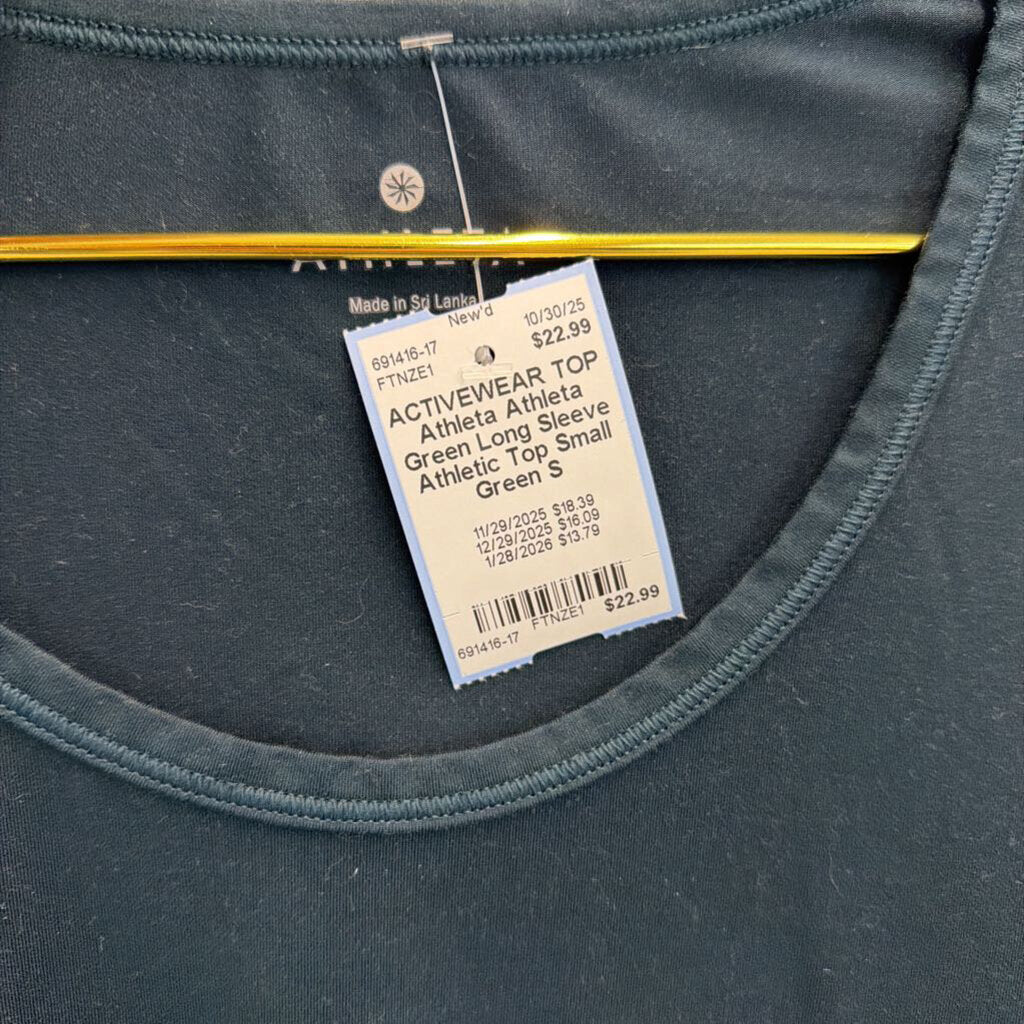 ATHLETA
Made in Sri Lanka
New'd
691416-17 10/30/25
FTNZE1 $22.99
ACTIVEWEAR TOP
Athleta Athleta
Green Long Sleeve
Athletic Top Small
Green S
11/29/2025 $18.39
12/29/2025 $16.09
1/28/2026 $13.79
691416-17 FTNZE1 $22.99